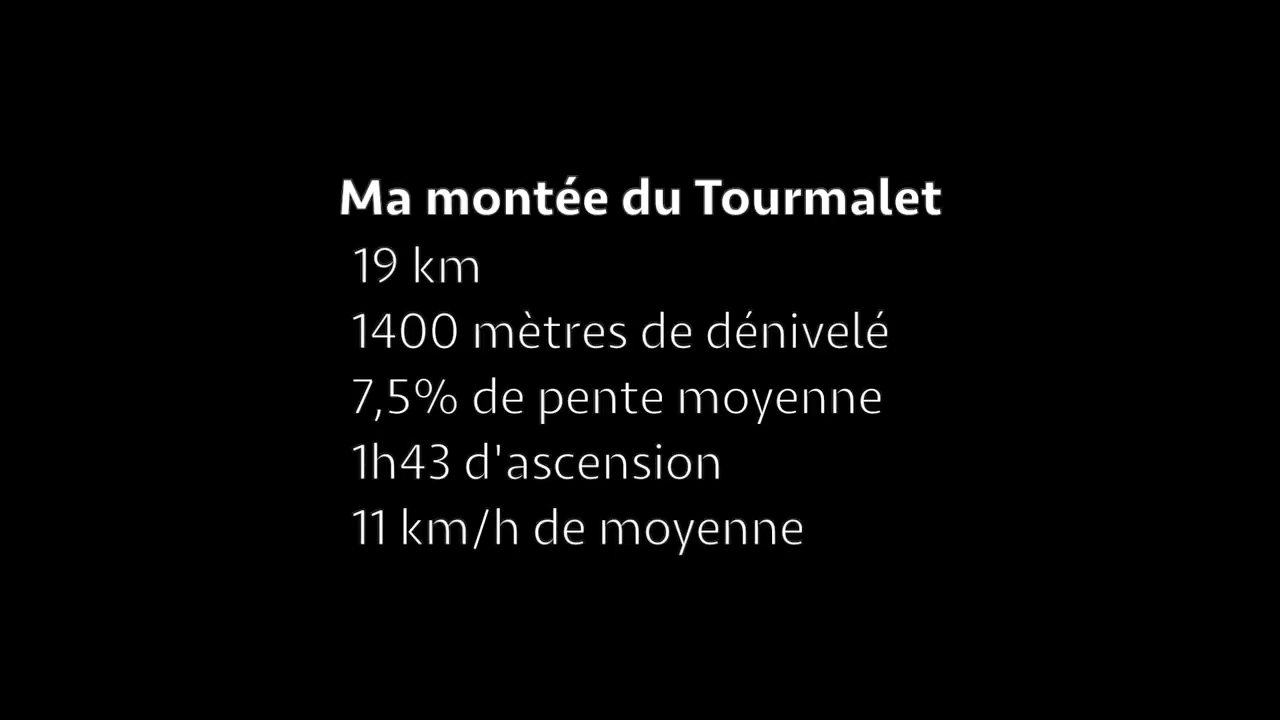 Ma montée du Tourmalet
19 km
1400 mètres de dénivelé
7,5% de pente moyenne
1h43 d'ascension
11 km/h de moyenne